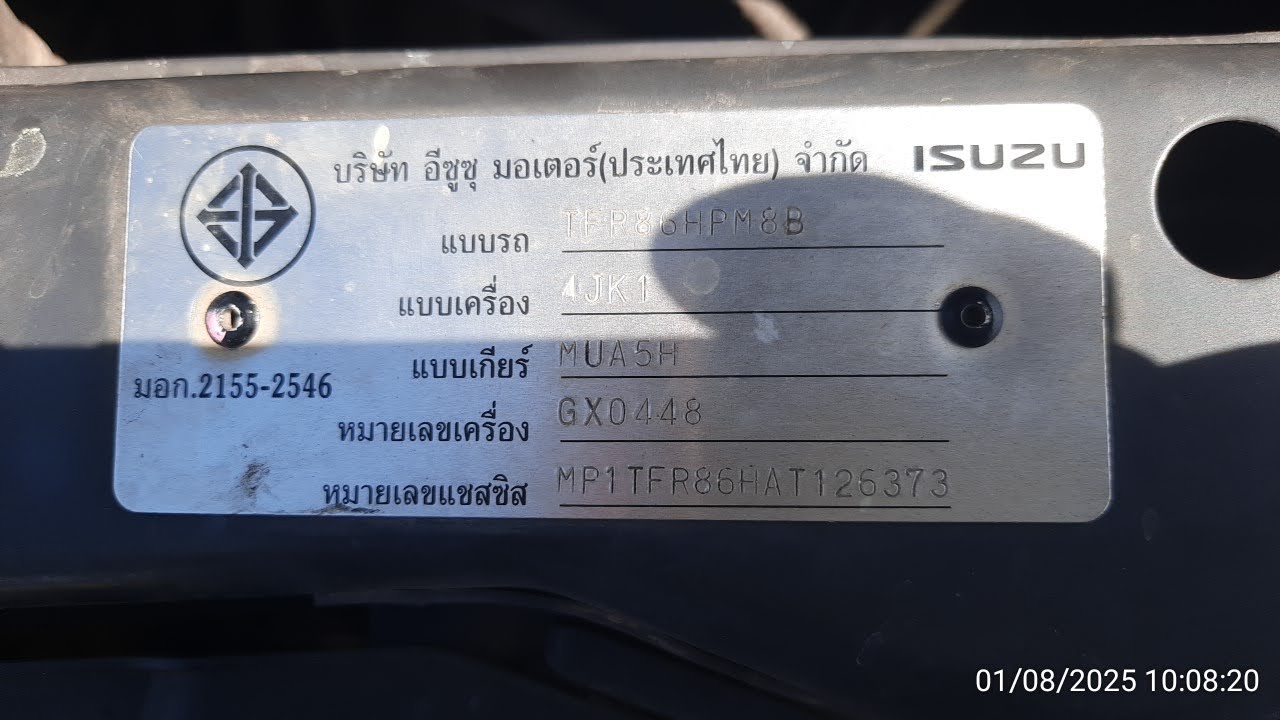 บริษัท อีซูซุ มอเตอร์(ประเทศไทย) จำกัด ISUZU
แบบรถ TFR86HPM8B
แบบเครื่อง 4JK1
แบบเกียร์ MUA5H
มอก.2155-2546
หมายเลขเครื่อง GX0448
หมายเลขแชสซิส MP1TFR86HAT126373
01/08/2025 10:08:20